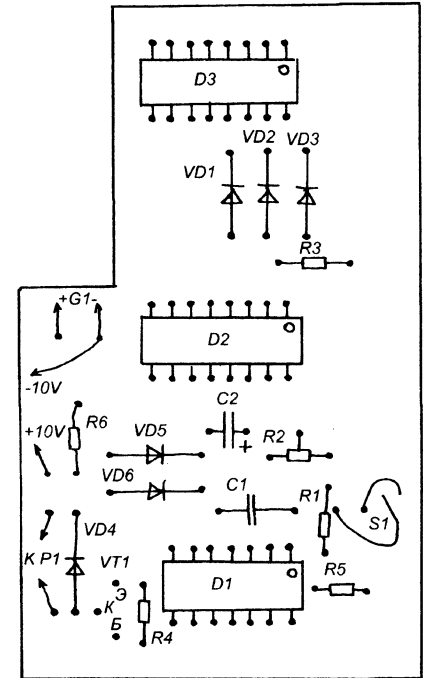 D3
VD2 VD3
VD1
R3
+G1-
D2
-10V
C2
+10V R6 VD5 R2
+
VD6 C1 R1
S1
VD4
К P1 VT1
Э D1 R5
К
Б R4